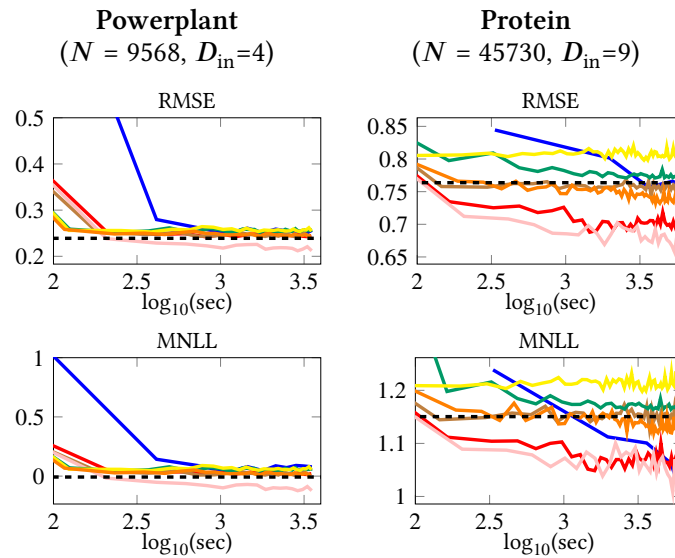 Powerplant
(N = 9568, D_in=4)
Protein
(N = 45730, D_in=9)
RMSE
0.5
0.4
0.3
0.2
2 2.5 3 3.5
log10(sec)
RMSE
0.85
0.8
0.75
0.7
0.65
2 2.5 3 3.5
log10(sec)
MNLL
1
0.5
0
2 2.5 3 3.5
log10(sec)
MNLL
1.2
1.1
1
2 2.5 3 3.5
log10(sec)